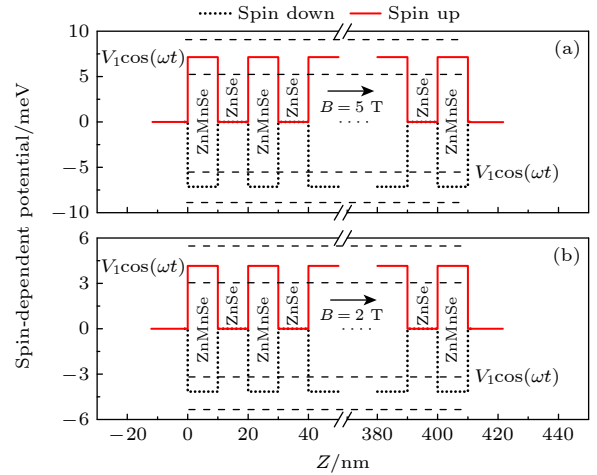 Spin down Spin up
Spin-dependent potential/meV
10
5
0
−5
−10
(a)
V₁cos(ωt)
ZnMnSe
ZnSe
ZnMnSe
ZnSe
B = 5 T
ZnSe
ZnMnSe
V₁cos(ωt)
6
3
0
−3
−6
(b)
V₁cos(ωt)
ZnMnSe
ZnSe
ZnMnSe
ZnSe
B = 2 T
ZnSe
ZnMnSe
V₁cos(ωt)
−20 0 20 40 380 400 420 440
Z/nm